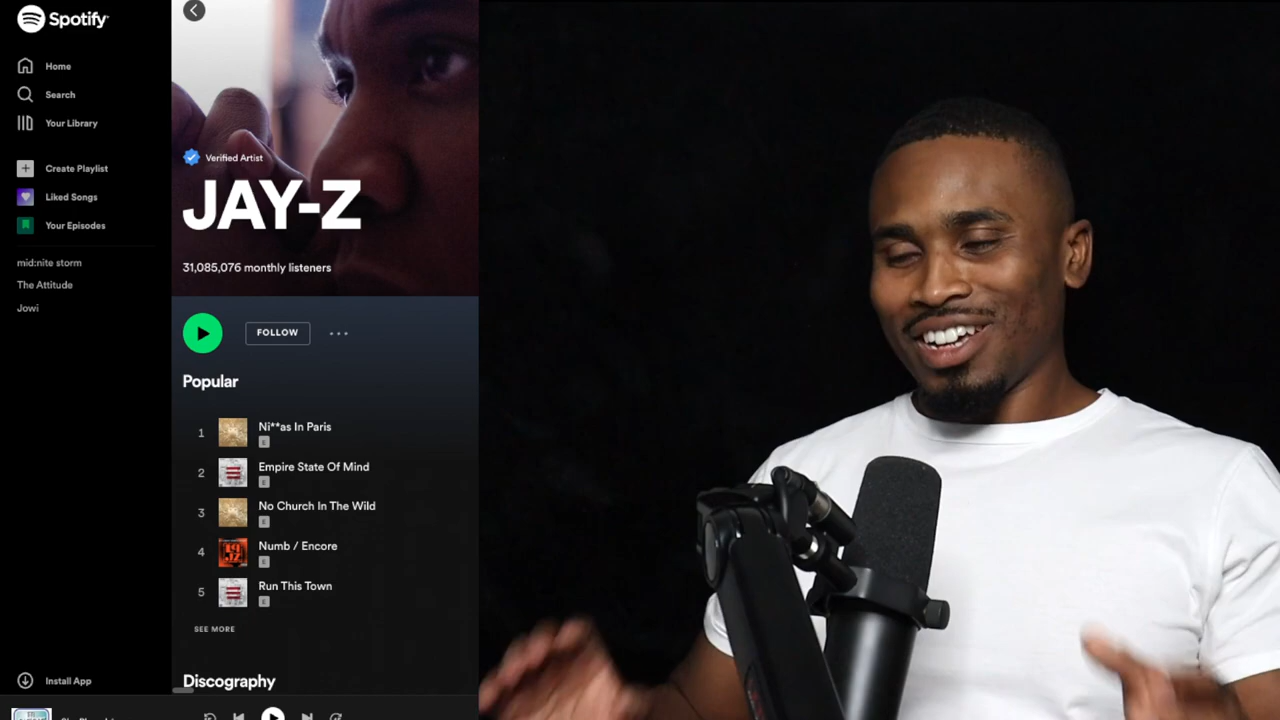 Spotify
Home
Search
Your Library
Create Playlist
Liked Songs
Your Episodes
mid:nite storm
The Attitude
Jowi
Install App
Verified Artist
JAY-Z
31,085,076 monthly listeners
FOLLOW
Popular
1 Ni**as In Paris
E
2 Empire State Of Mind
E
3 No Church In The Wild
E
4 Numb / Encore
E
5 Run This Town
E
SEE MORE
Discography